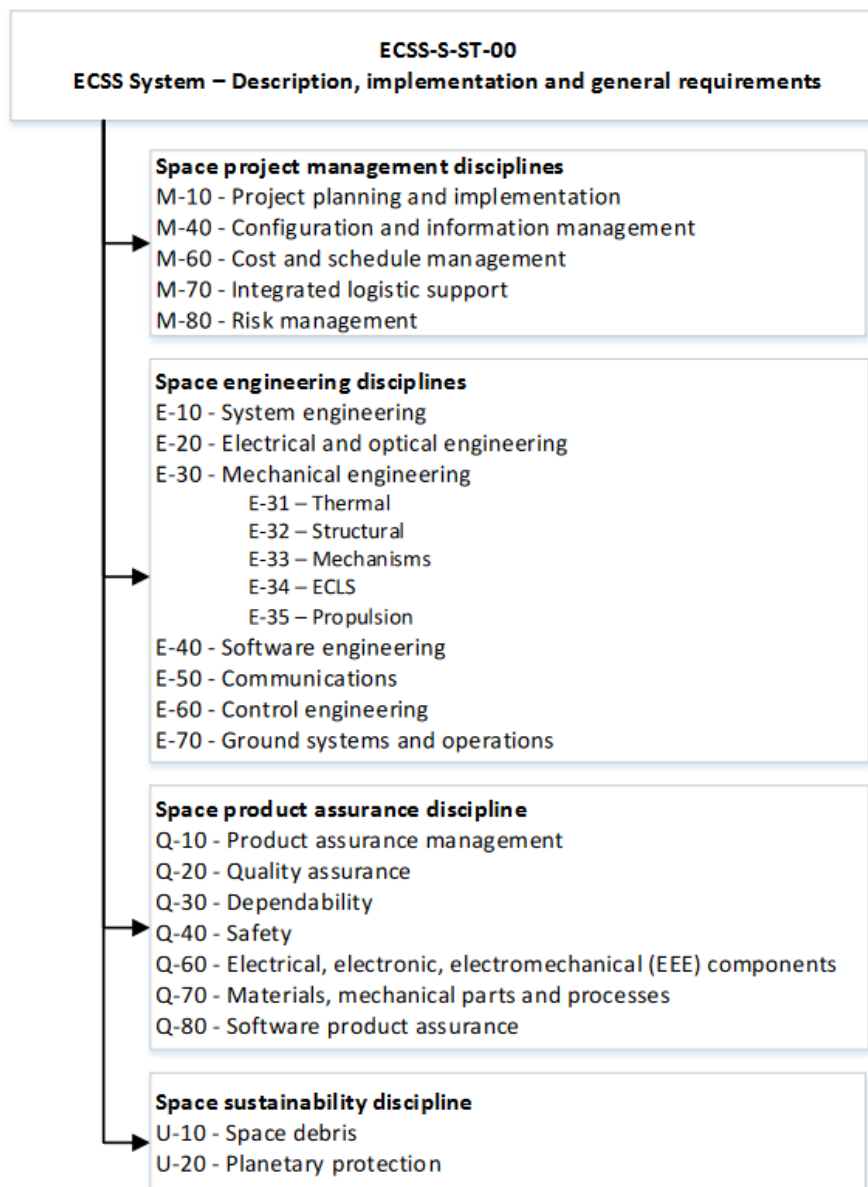 ECSS-S-ST-00
ECSS System – Description, implementation and general requirements
Space project management disciplines
M-10 - Project planning and implementation
M-40 - Configuration and information management
M-60 - Cost and schedule management
M-70 - Integrated logistic support
M-80 - Risk management
Space engineering disciplines
E-10 - System engineering
E-20 - Electrical and optical engineering
E-30 - Mechanical engineering
E-31 – Thermal
E-32 – Structural
E-33 – Mechanisms
E-34 – ECLS
E-35 – Propulsion
E-40 - Software engineering
E-50 - Communications
E-60 - Control engineering
E-70 - Ground systems and operations
Space product assurance discipline
Q-10 - Product assurance management
Q-20 - Quality assurance
Q-30 - Dependability
Q-40 - Safety
Q-60 - Electrical, electronic, electromechanical (EEE) components
Q-70 - Materials, mechanical parts and processes
Q-80 - Software product assurance
Space sustainability discipline
U-10 - Space debris
U-20 - Planetary protection